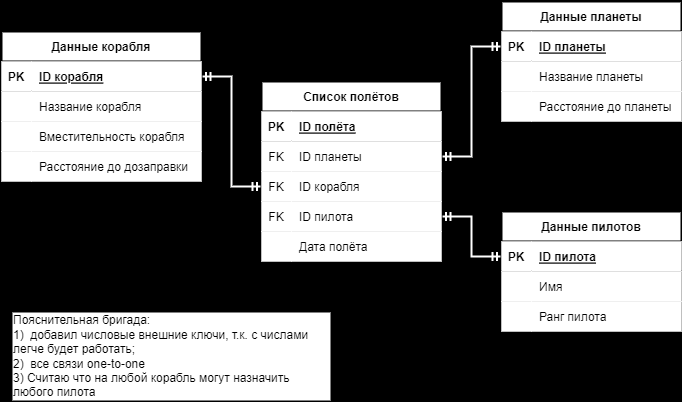 Данные корабля
PK ID корабля
Название корабля
Вместительность корабля
Расстояние до дозаправки
Список полётов
PK ID полёта
FK ID планеты
FK ID корабля
FK ID пилота
Дата полёта
Данные планеты
PK ID планеты
Название планеты
Расстояние до планеты
Данные пилотов
PK ID пилота
Имя
Ранг пилота
Пояснительная бригада:
1) добавил числовые внешние ключи, т.к. с числами
легче будет работать;
2) все связи one-to-one
3) Считаю что на любой корабль могут назначить
любого пилота